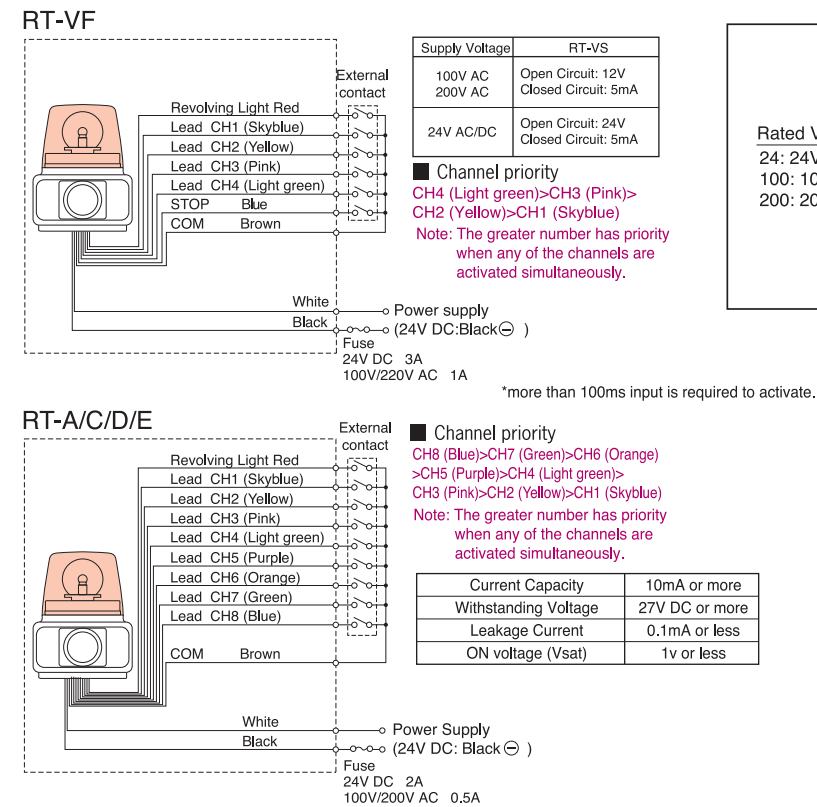 RT-VF
External
contact
Revolving Light Red
Lead CH1 (Skyblue)
Lead CH2 (Yellow)
Lead CH3 (Pink)
Lead CH4 (Light green)
STOP Blue
COM Brown
White
Black
Power supply
(24V DC:Black⊖ )
Fuse
24V DC 3A
100V/220V AC 1A
Supply Voltage RT-VS
100V AC
200V AC
Open Circuit: 12V
Closed Circuit: 5mA
24V AC/DC
Open Circuit: 24V
Closed Circuit: 5mA
■ Channel priority
CH4 (Light green)>CH3 (Pink)>
CH2 (Yellow)>CH1 (Skyblue)
Note: The greater number has priority
when any of the channels are
activated simultaneously.
Rated V
24: 24V
100: 10
200: 20
*more than 100ms input is required to activate.
RT-A/C/D/E
External
contact
Revolving Light Red
Lead CH1 (Skyblue)
Lead CH2 (Yellow)
Lead CH3 (Pink)
Lead CH4 (Light green)
Lead CH5 (Purple)
Lead CH6 (Orange)
Lead CH7 (Green)
Lead CH8 (Blue)
COM Brown
White
Black
Power Supply
(24V DC: Black⊖ )
Fuse
24V DC 2A
100V/200V AC 0.5A
■ Channel priority
CH8 (Blue)>CH7 (Green)>CH6 (Orange)
>CH5 (Purple)>CH4 (Light green)>
CH3 (Pink)>CH2 (Yellow)>CH1 (Skyblue)
Note: The greater number has priority
when any of the channels are
activated simultaneously.
Current Capacity 10mA or more
Withstanding Voltage 27V DC or more
Leakage Current 0.1mA or less
ON voltage (Vsat) 1v or less